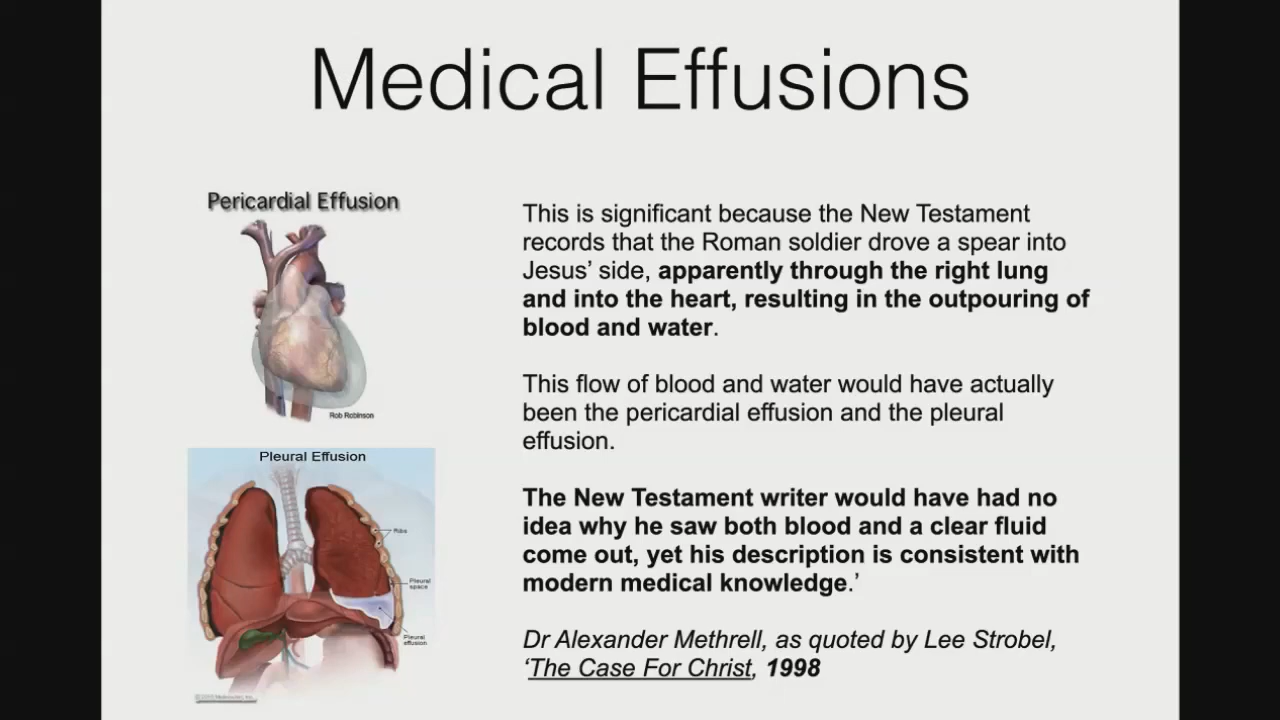 Medical Effusions
Pericardial Effusion
Rob Robinson
Pleural Effusion
Ribs
Pleural
space
Pleural
effusion
This is significant because the New Testament
records that the Roman soldier drove a spear into
Jesus’ side, apparently through the right lung
and into the heart, resulting in the outpouring of
blood and water.
This flow of blood and water would have actually
been the pericardial effusion and the pleural
effusion.
The New Testament writer would have had no
idea why he saw both blood and a clear fluid
come out, yet his description is consistent with
modern medical knowledge.’
Dr Alexander Methrell, as quoted by Lee Strobel,
‘The Case For Christ, 1998